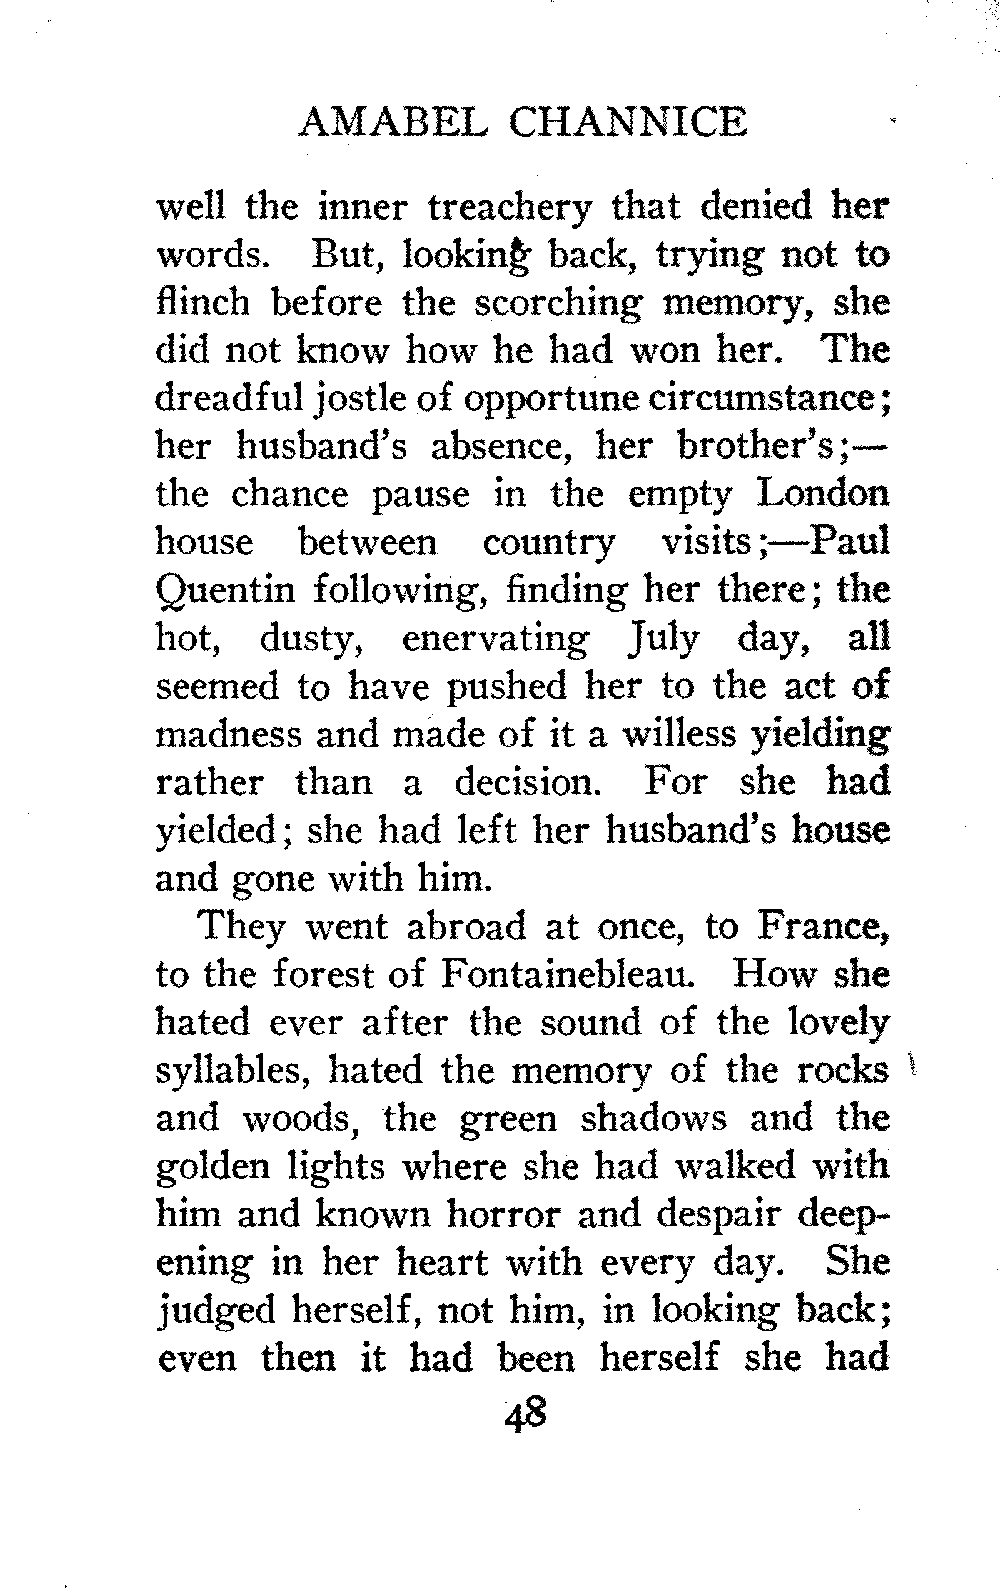 AMABEL CHANNICE
well the inner treachery that denied her
words. But, looking back, trying not to
flinch before the scorching memory, she
did not know how he had won her. The
dreadful jostle of opportune circumstance;
her husband's absence, her brother's;—
the chance pause in the empty London
house between country visits;—Paul
Quentin following, finding her there; the
hot, dusty, enervating July day, all
seemed to have pushed her to the act of
madness and made of it a willess yielding
rather than a decision. For she had
yielded; she had left her husband's house
and gone with him.
They went abroad at once, to France,
to the forest of Fontainebleau. How she
hated ever after the sound of the lovely
syllables, hated the memory of the rocks
and woods, the green shadows and the
golden lights where she had walked with
him and known horror and despair deep-
ening in her heart with every day. She
judged herself, not him, in looking back;
even then it had been herself she had
48